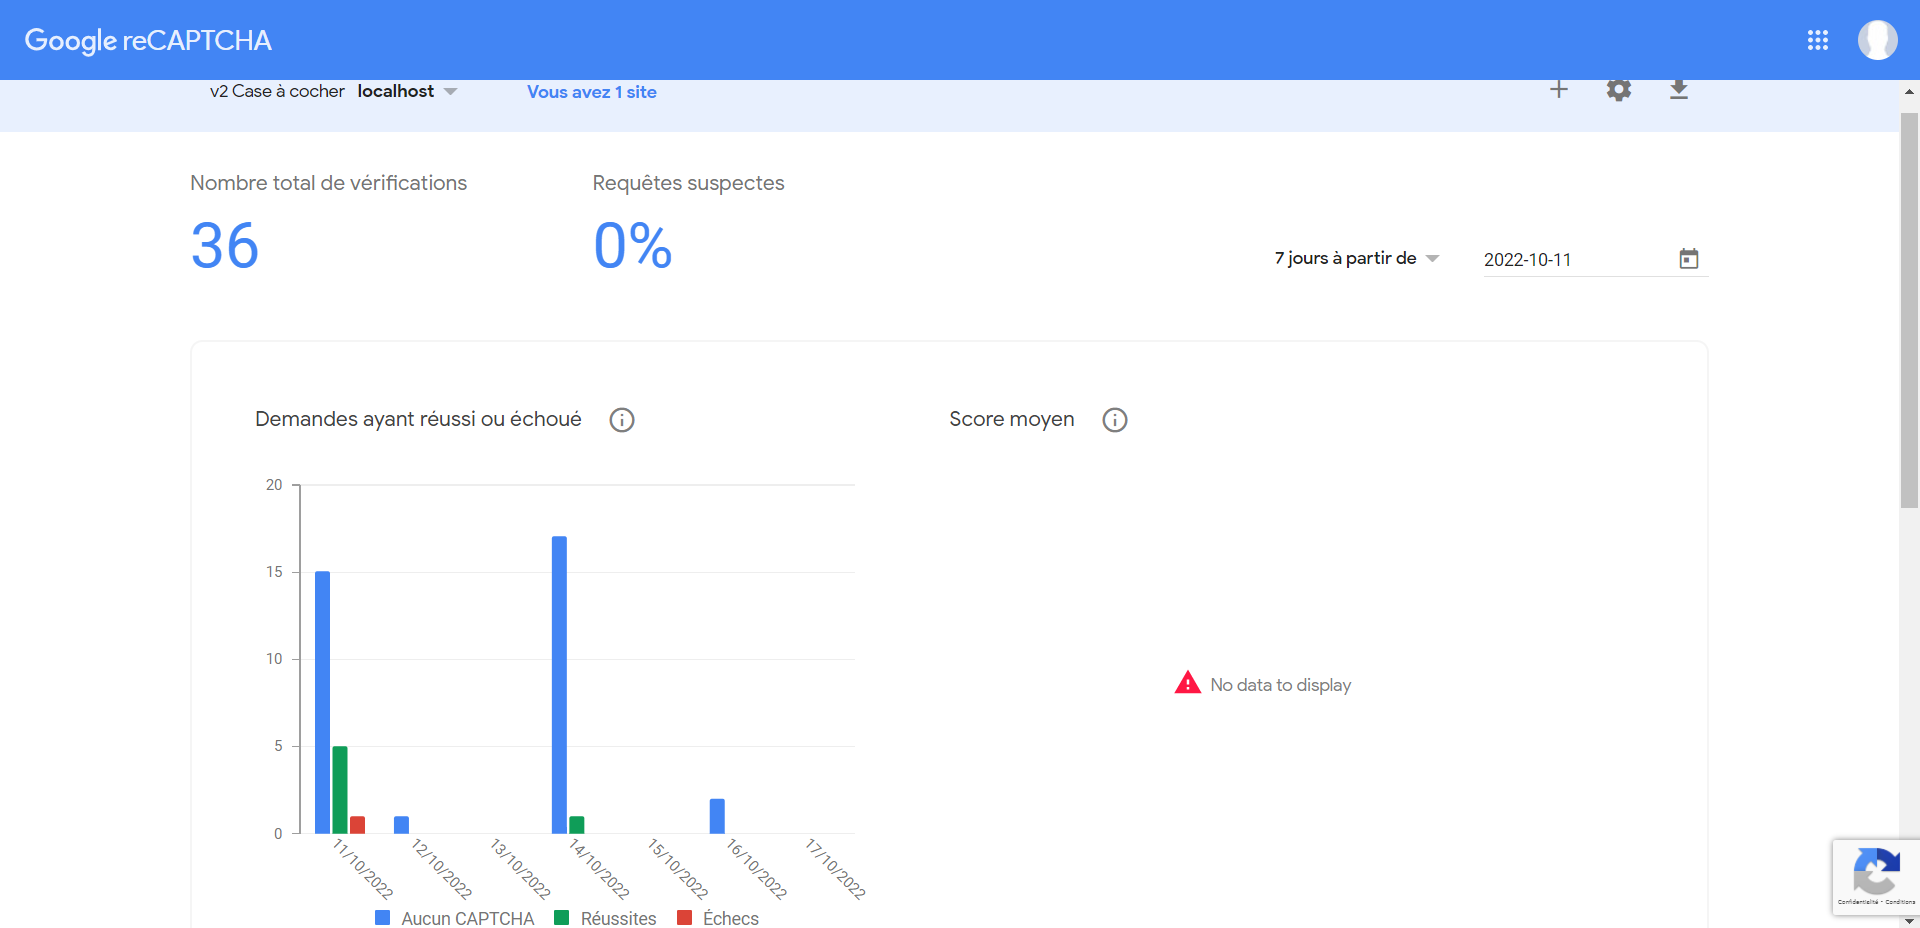 Google reCAPTCHA
v2 Case à cocher localhost Vous avez 1 site
Nombre total de vérifications
36
Requêtes suspectes
0%
7 jours à partir de 2022-10-11
Demandes ayant réussi ou échoué
20
15
10
5
0
11/10/2022
12/10/2022
13/10/2022
14/10/2022
15/10/2022
16/10/2022
17/10/2022
Aucun CAPTCHA Réussites Échecs
Score moyen
No data to display
Confidentialité - Conditions